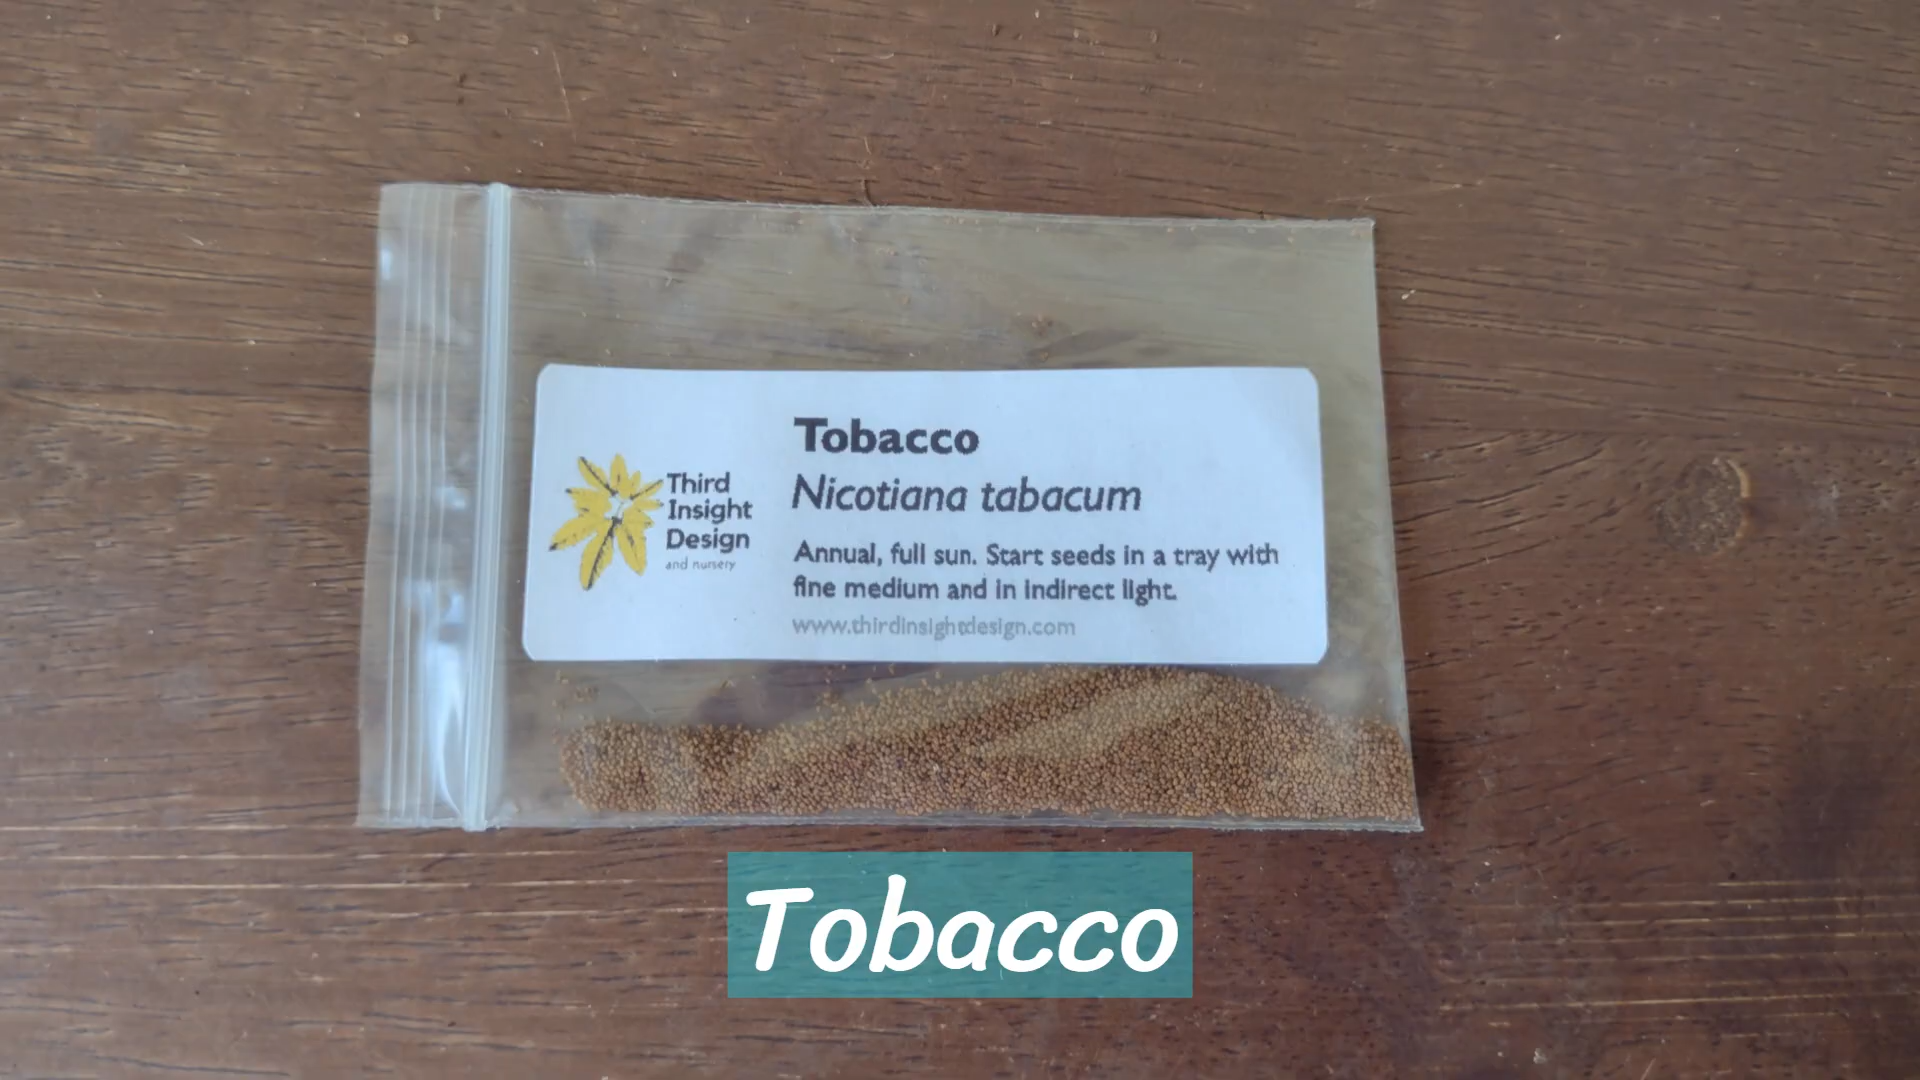 Tobacco
Nicotiana tabacum
Third
Insight
Design
and nursery
Annual, full sun. Start seeds in a tray with
fine medium and in indirect light.
www.thirdinsightdesign.com
Tobacco